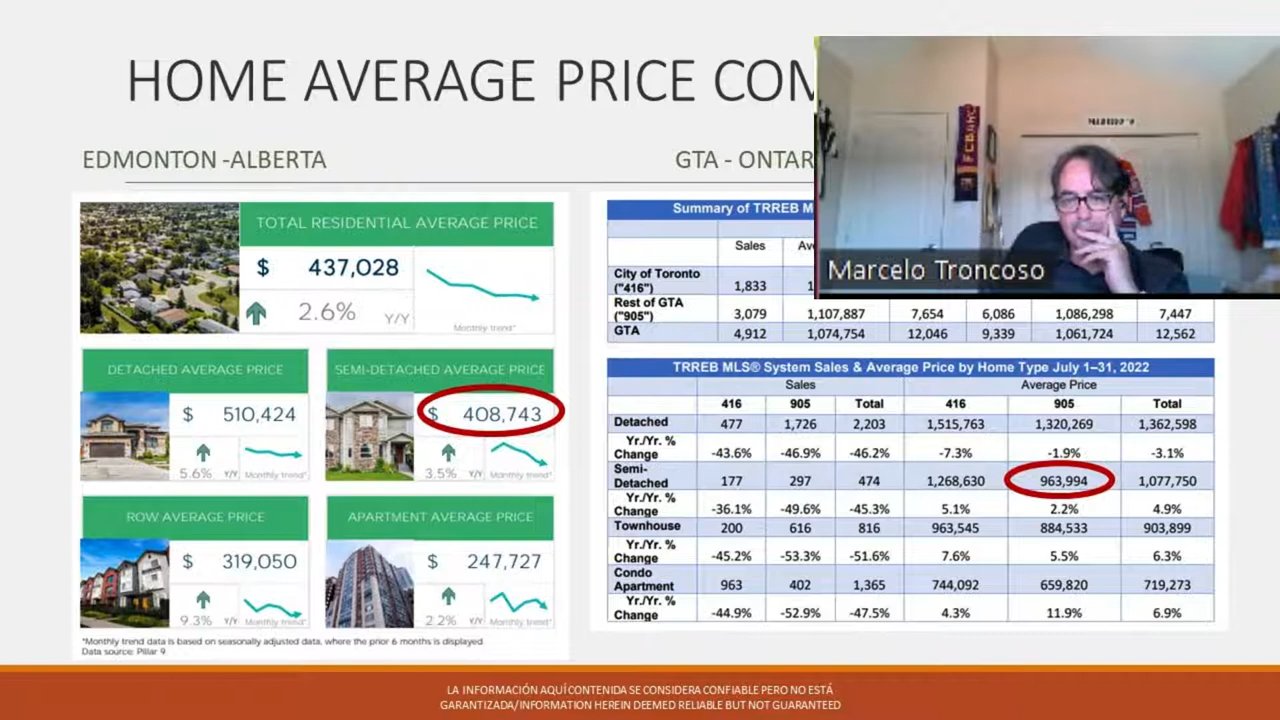 HOME AVERAGE PRICE COM
EDMONTON -ALBERTA
GTA - ONTAR
TOTAL RESIDENTIAL AVERAGE PRICE
$ 437,028
2.6% Y/Y
Monthly trend*
DETACHED AVERAGE PRICE
$ 510,424
5.6% Y/Y Monthly trend*
SEMI-DETACHED AVERAGE PRICE
$ 408,743
3.5% Y/Y Monthly trend*
ROW AVERAGE PRICE
$ 319,050
9.3% Y/Y Monthly trend*
APARTMENT AVERAGE PRICE
$ 247,727
2.2% Y/Y Monthly trend*
*Monthly trend data is based on seasonally adjusted data, where the prior 6 months is displayed
Data source: Pillar 9
Summary of TRREB M
Sales Av
City of Toronto
("416") 1,833 1
Rest of GTA
("905") 3,079 1,107,887 7,654 6,086 1,086,298 7,447
GTA 4,912 1,074,754 12,046 9,339 1,061,724 12,562
TRREB MLS® System Sales & Average Price by Home Type July 1–31, 2022
Sales Average Price
416 905 Total 416 905 Total
Detached 477 1,726 2,203 1,515,763 1,320,269 1,362,598
Yr./Yr. %
Change -43.6% -46.9% -46.2% -7.3% -1.9% -3.1%
Semi-
Detached 177 297 474 1,268,630 963,994 1,077,750
Yr./Yr. %
Change -36.1% -49.6% -45.3% 5.1% 2.2% 4.9%
Townhouse 200 616 816 963,545 884,533 903,899
Yr./Yr. %
Change -45.2% -53.3% -51.6% 7.6% 5.5% 6.3%
Condo
Apartment 963 402 1,365 744,092 659,820 719,273
Yr./Yr. %
Change -44.9% -52.9% -47.5% 4.3% 11.9% 6.9%
FCBARC
Marcelo Troncoso
LA INFORMACIÓN AQUÍ CONTENIDA SE CONSIDERA CONFIABLE PERO NO ESTÁ
GARANTIZADA/INFORMATION HEREIN DEEMED RELIABLE BUT NOT GUARANTEED